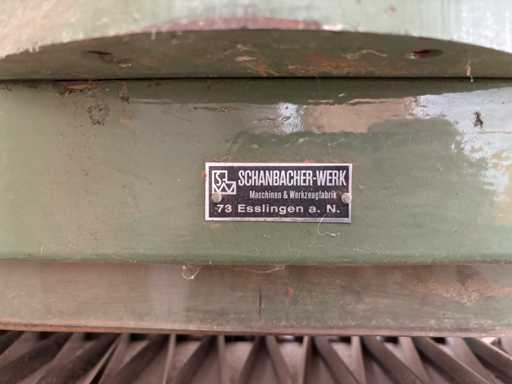 SCHANBACHER-WERK
Maschinen & Werkzeugfabrik
73 Esslingen a. N.